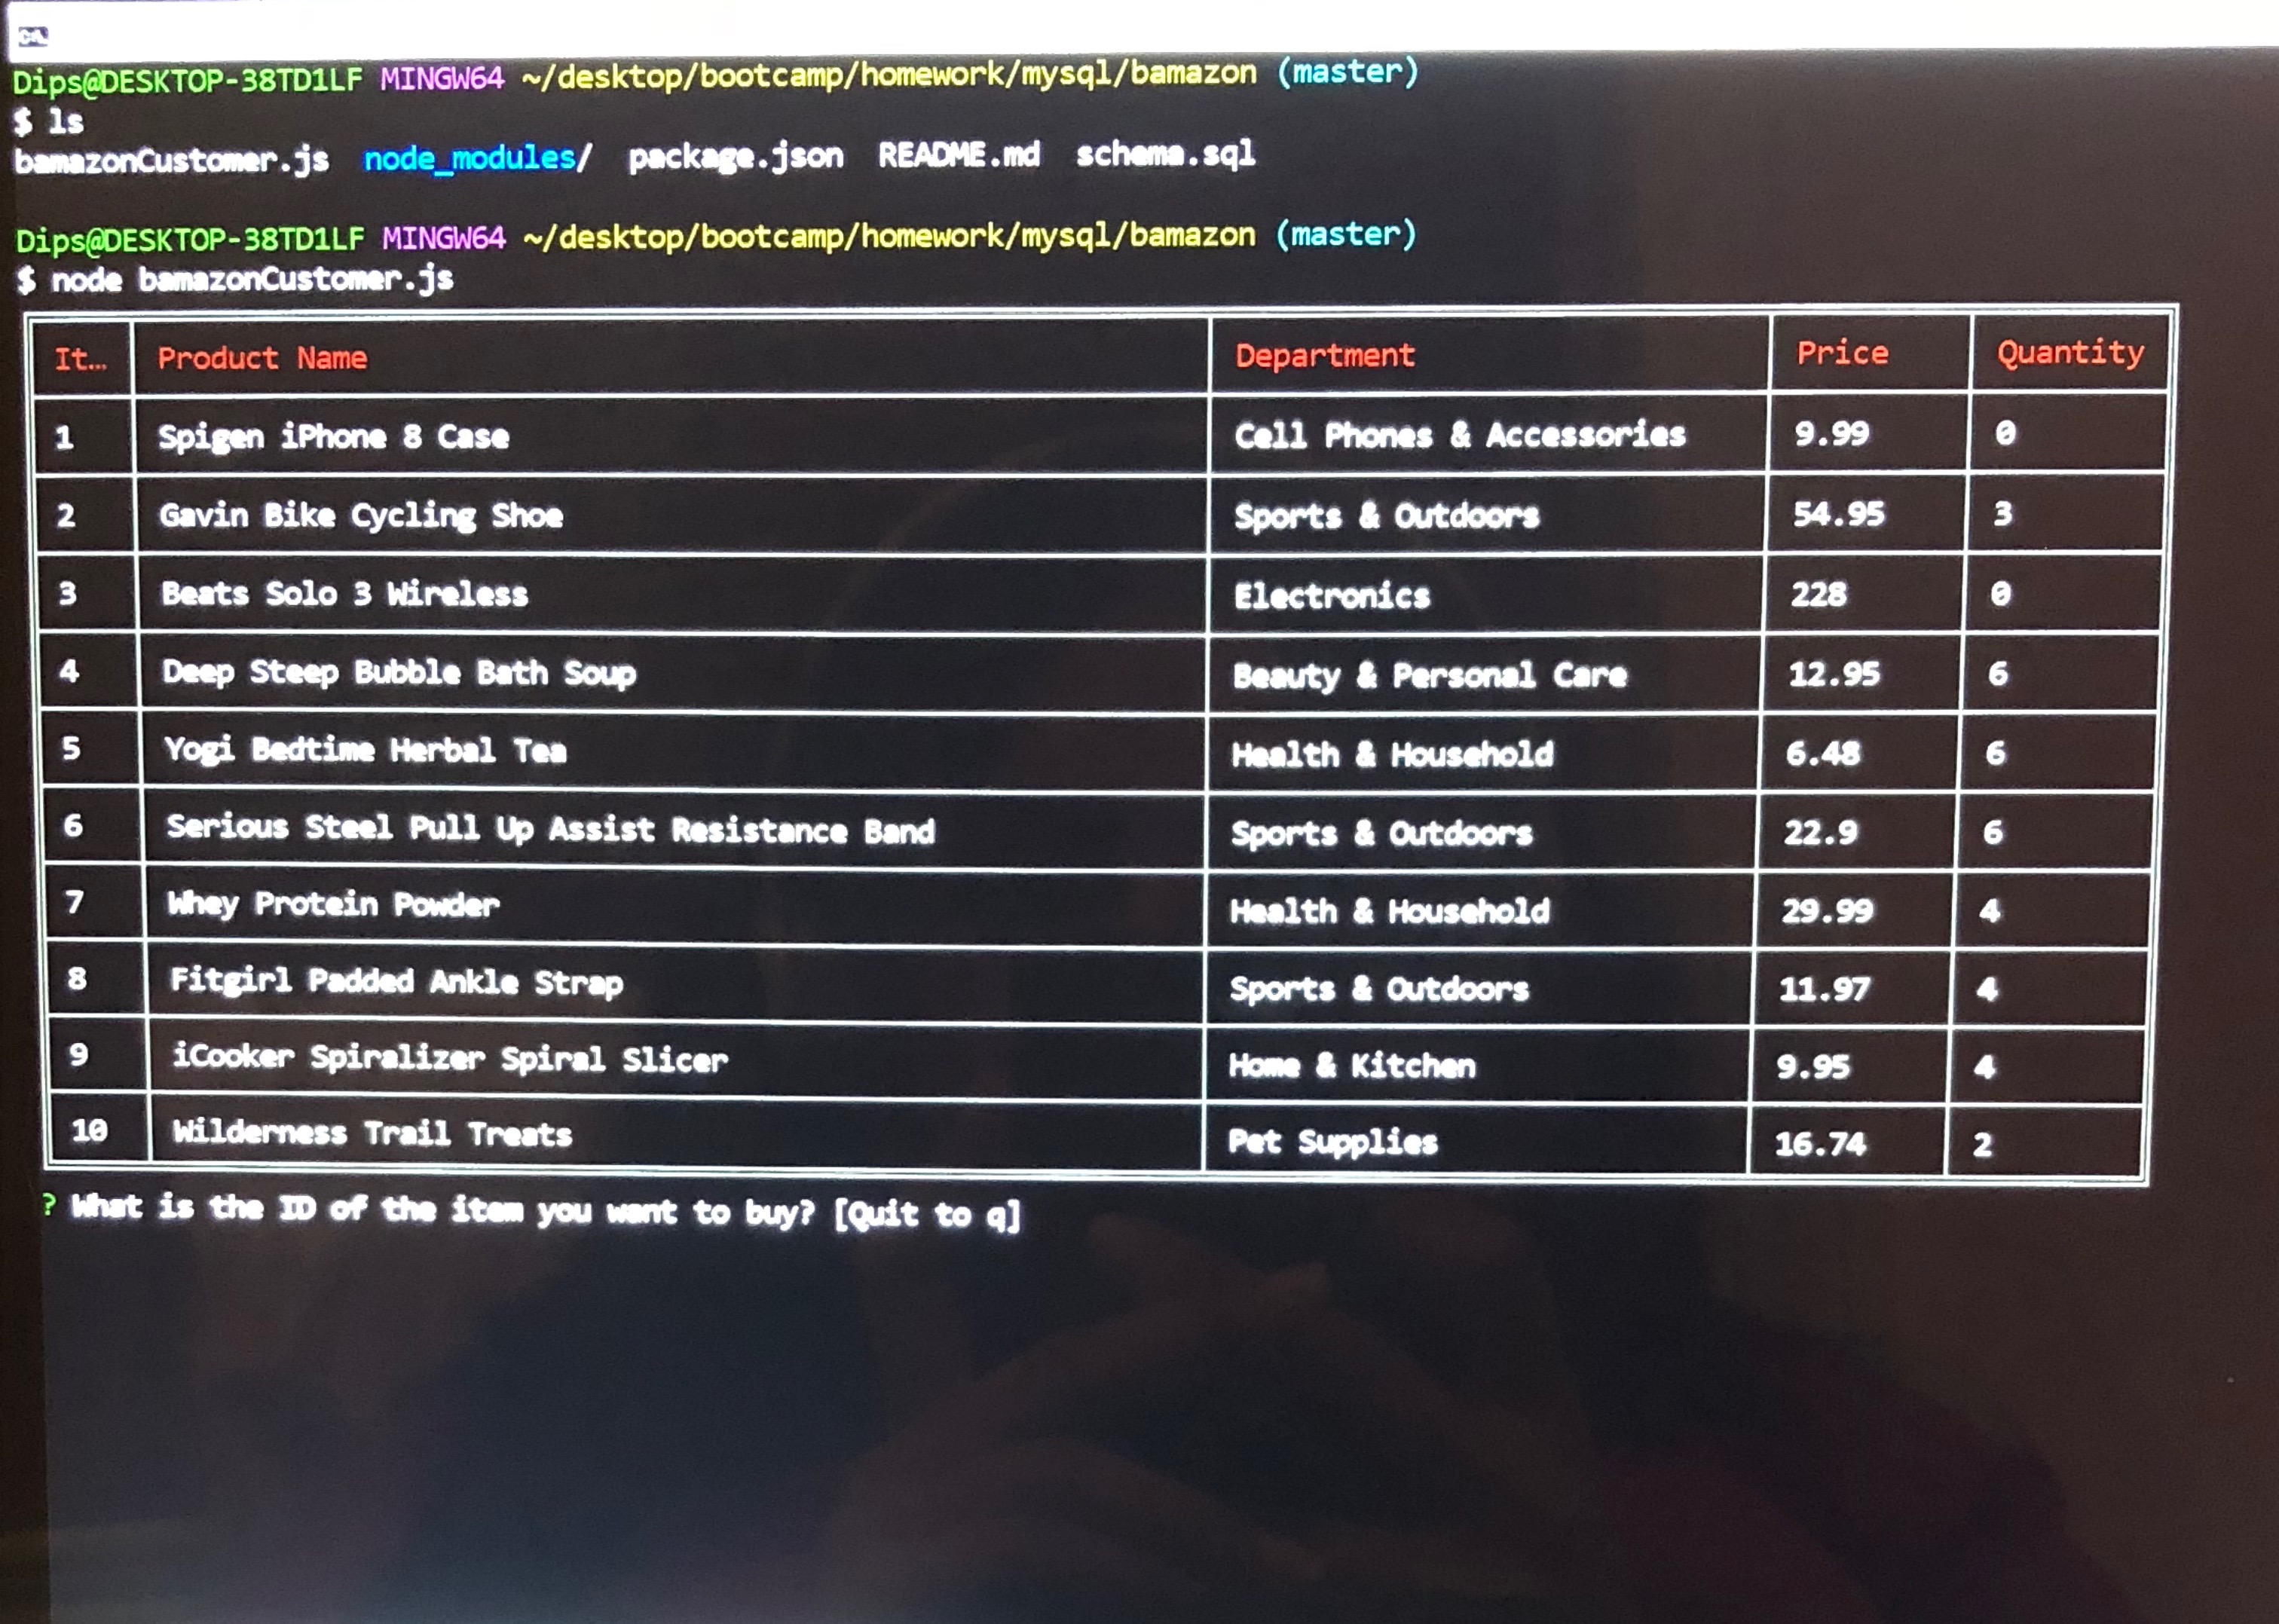 Dips@DESKTOP-38TD1LF MINGW64 ~/desktop/bootcamp/homework/mysql/bamazon (master)
$ ls
bamazonCustomer.js node_modules/ package.json README.md schema.sql
Dips@DESKTOP-38TD1LF MINGW64 ~/desktop/bootcamp/homework/mysql/bamazon (master)
$ node bamazonCustomer.js
It… Product Name Department Price Quantity
1 Spigen iPhone 8 Case Cell Phones & Accessories 9.99 0
2 Gavin Bike Cycling Shoe Sports & Outdoors 54.95 3
3 Beats Solo 3 Wireless Electronics 228 0
4 Deep Steep Bubble Bath Soup Beauty & Personal Care 12.95 6
5 Yogi Bedtime Herbal Tea Health & Household 6.48 6
6 Serious Steel Pull Up Assist Resistance Band Sports & Outdoors 22.9 6
7 Whey Protein Powder Health & Household 29.99 4
8 Fitgirl Padded Ankle Strap Sports & Outdoors 11.97 4
9 iCooker Spiralizer Spiral Slicer Home & Kitchen 9.95 4
10 Wilderness Trail Treats Pet Supplies 16.74 2
? What is the ID of the item you want to buy? [Quit to q]